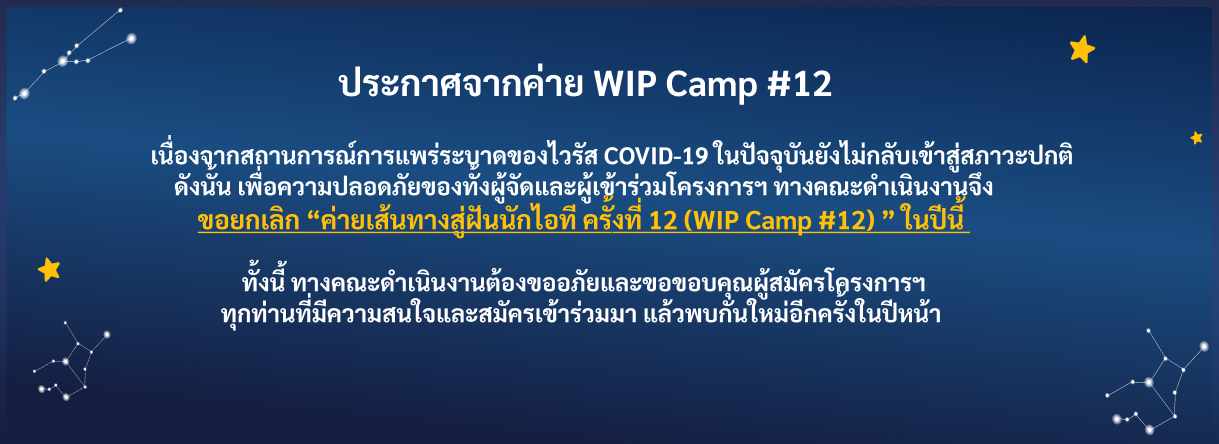 ประกาศจากค่าย WIP Camp #12
เนื่องจากสถานการณ์การแพร่ระบาดของไวรัส COVID-19 ในปัจจุบันยังไม่กลับเข้าสู่สภาวะปกติ
ดังนั้น เพื่อความปลอดภัยของทั้งผู้จัดและผู้เข้าร่วมโครงการฯ ทางคณะดำเนินงานจึง
ขอยกเลิก “ค่ายเส้นทางสู่ฝันนักไอที ครั้งที่ 12 (WIP Camp #12) ” ในปีนี้
ทั้งนี้ ทางคณะดำเนินงานต้องขออภัยและขอขอบคุณผู้สมัครโครงการฯ
ทุกท่านที่มีความสนใจและสมัครเข้าร่วมมา แล้วพบกันใหม่อีกครั้งในปีหน้า